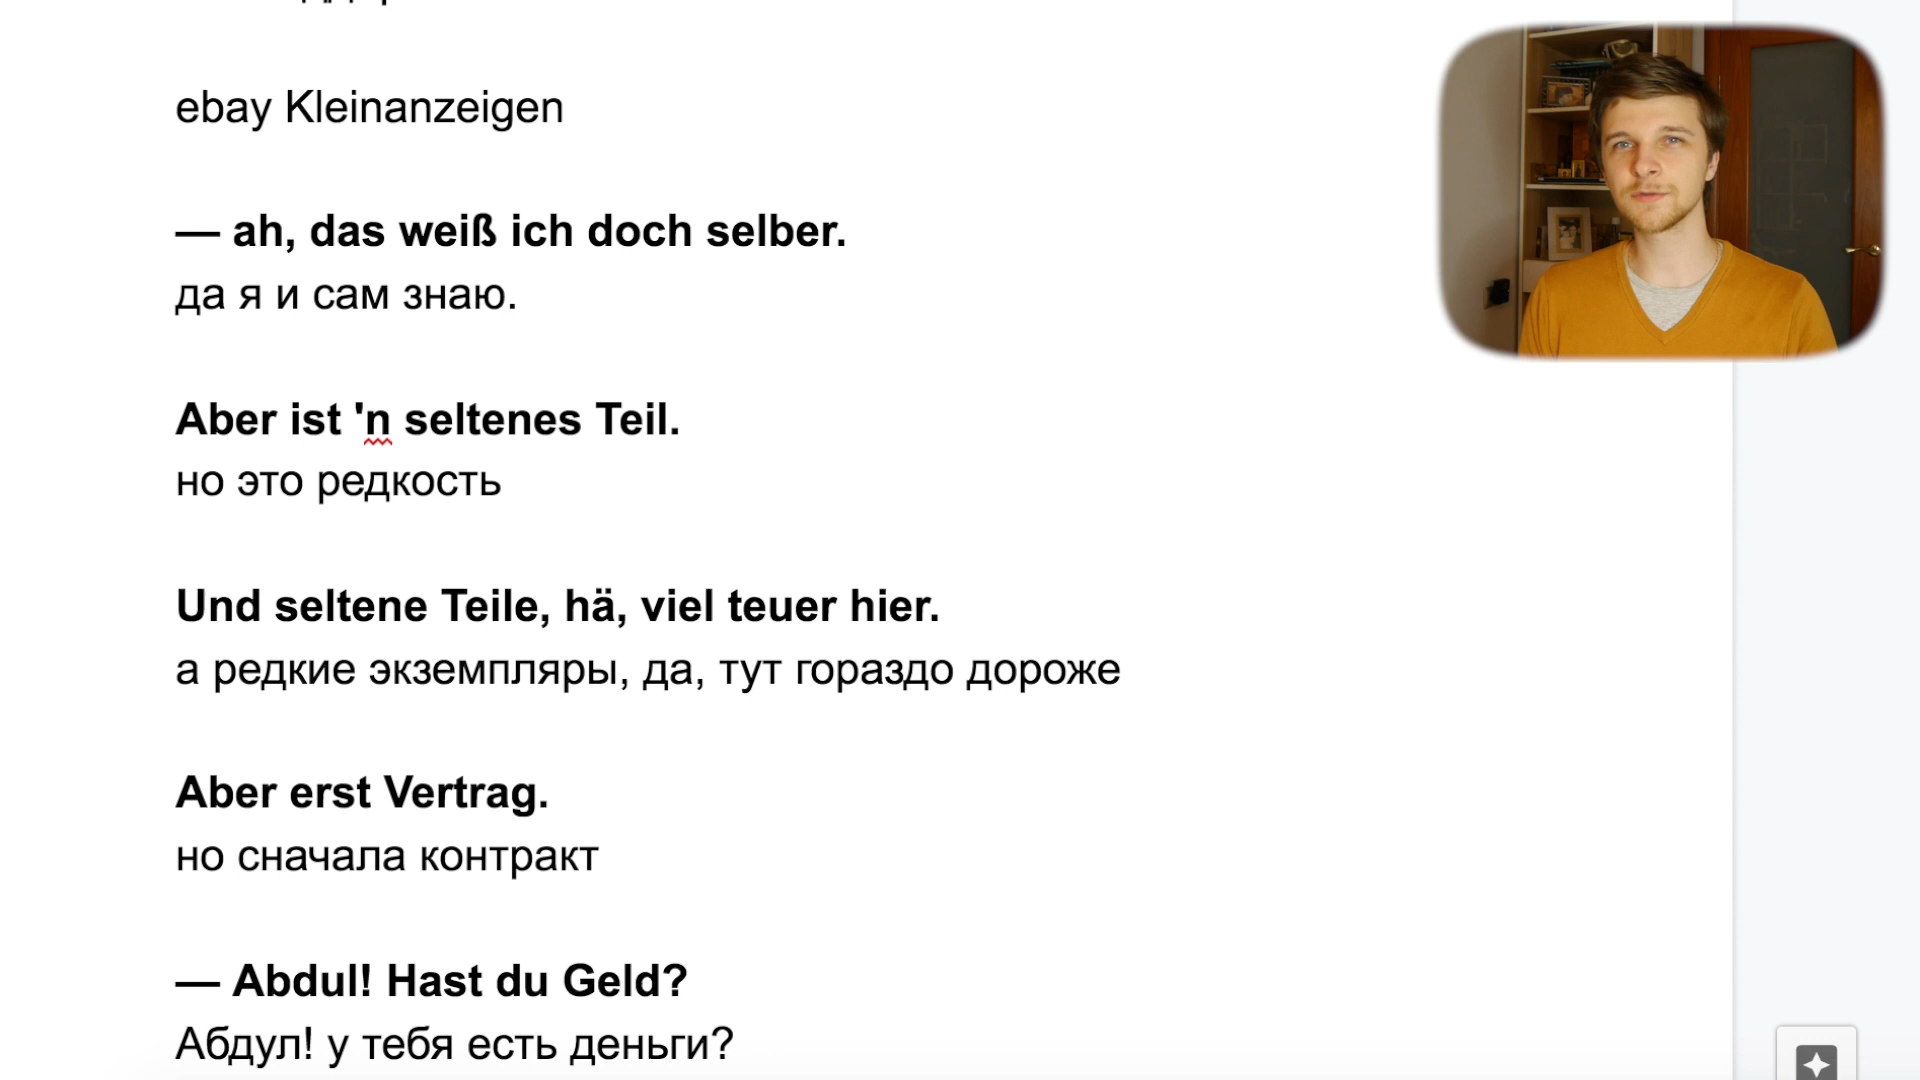 ebay Kleinanzeigen
— ah, das weiß ich doch selber.
да я и сам знаю.
Aber ist 'n seltenes Teil.
но это редкость
Und seltene Teile, hä, viel teuer hier.
а редкие экземпляры, да, тут гораздо дороже
Aber erst Vertrag.
но сначала контракт
— Abdul! Hast du Geld?
Абдул! у тебя есть деньги?